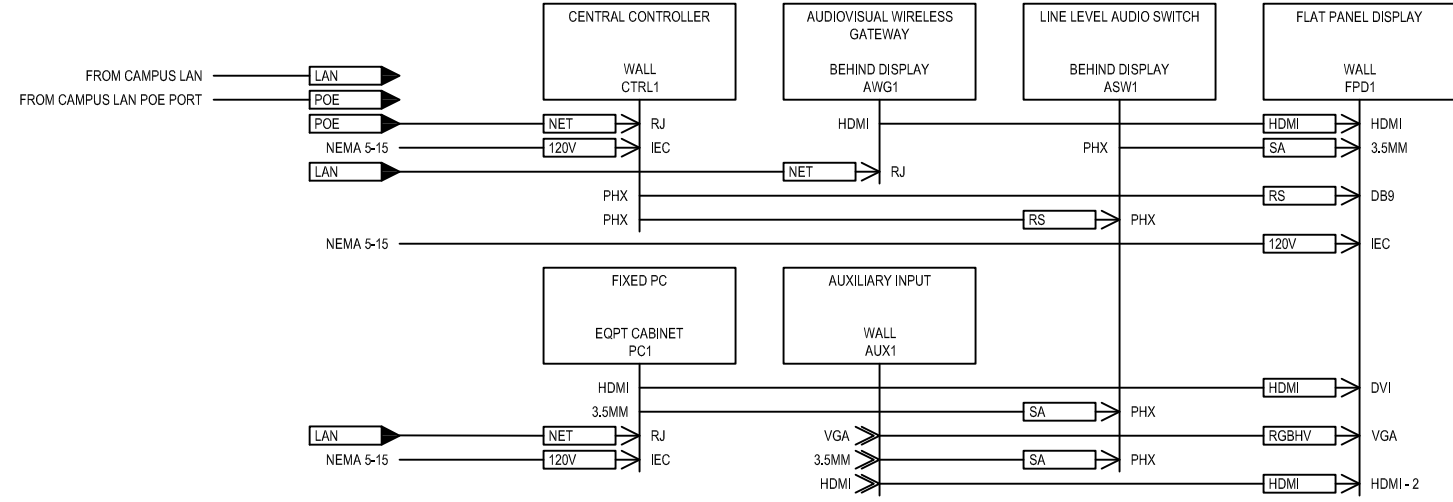 CENTRAL CONTROLLER
WALL
CTRL1
AUDIOVISUAL WIRELESS
GATEWAY
BEHIND DISPLAY
AWG1
LINE LEVEL AUDIO SWITCH
BEHIND DISPLAY
ASW1
FLAT PANEL DISPLAY
WALL
FPD1
FROM CAMPUS LAN LAN
FROM CAMPUS LAN POE PORT POE
POE NET RJ HDMI HDMI HDMI
NEMA 5-15 120V IEC PHX SA 3.5MM
LAN NET RJ
PHX RS DB9
PHX RS PHX
NEMA 5-15 120V IEC
FIXED PC
EQPT CABINET
PC1
AUXILIARY INPUT
WALL
AUX1
HDMI HDMI DVI
3.5MM SA PHX
LAN NET RJ VGA RGBHV VGA
NEMA 5-15 120V IEC 3.5MM SA PHX
HDMI HDMI HDMI - 2